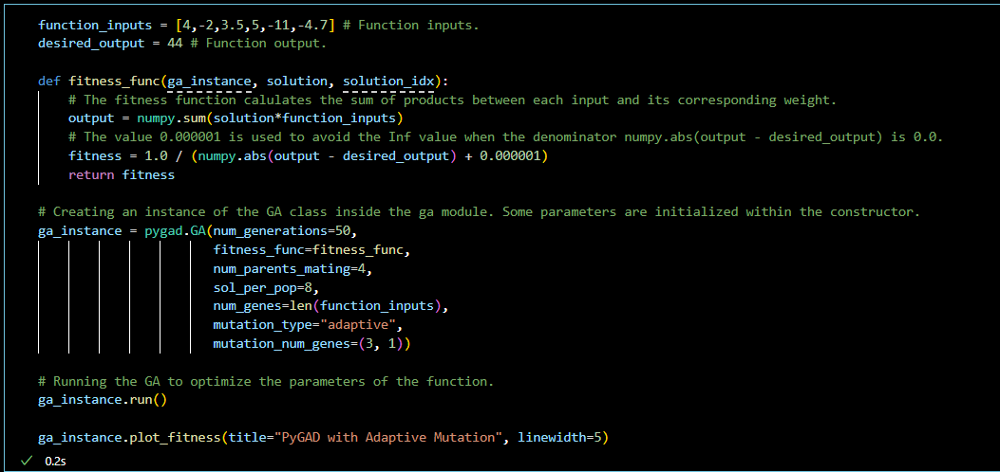 function_inputs = [4,-2,3.5,5,-11,-4.7] # Function inputs.
desired_output = 44 # Function output.
def fitness_func(ga_instance, solution, solution_idx):
# The fitness function calulates the sum of products between each input and its corresponding weight.
output = numpy.sum(solution*function_inputs)
# The value 0.000001 is used to avoid the Inf value when the denominator numpy.abs(output - desired_output) is 0.0.
fitness = 1.0 / (numpy.abs(output - desired_output) + 0.000001)
return fitness
# Creating an instance of the GA class inside the ga module. Some parameters are initialized within the constructor.
ga_instance = pygad.GA(num_generations=50,
fitness_func=fitness_func,
num_parents_mating=4,
sol_per_pop=8,
num_genes=len(function_inputs),
mutation_type="adaptive",
mutation_num_genes=(3, 1))
# Running the GA to optimize the parameters of the function.
ga_instance.run()
ga_instance.plot_fitness(title="PyGAD with Adaptive Mutation", linewidth=5)
0.2s